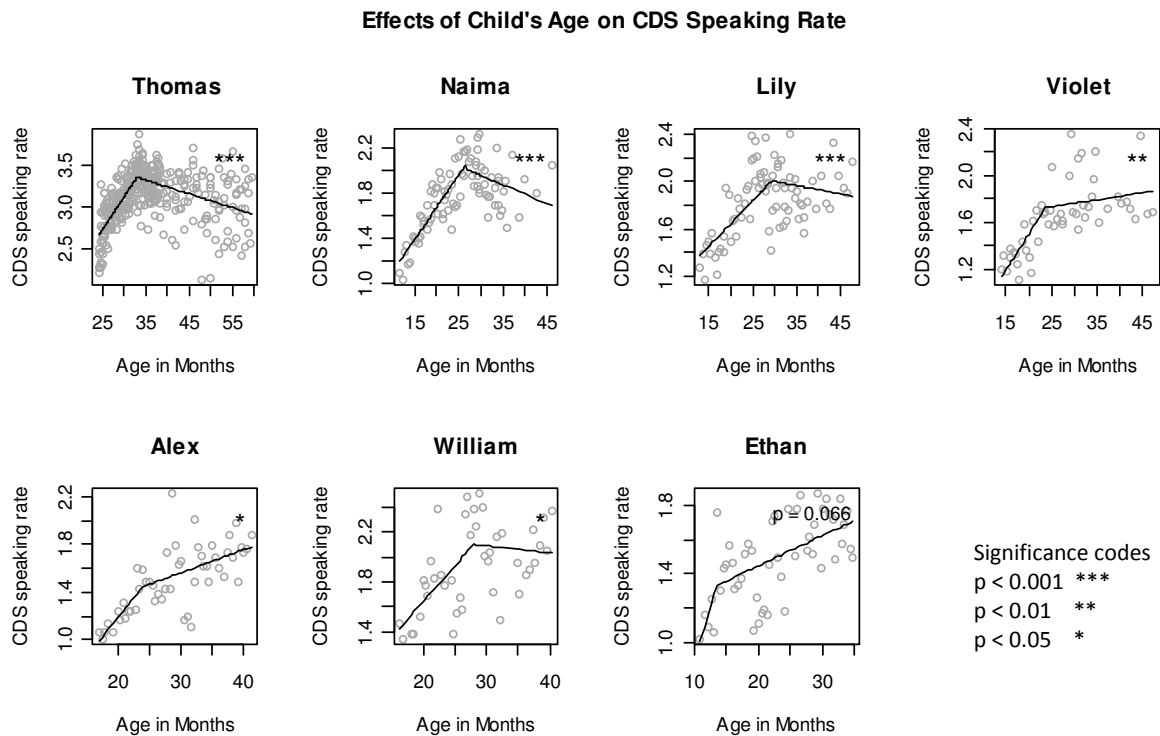 Effects of Child's Age on CDS Speaking Rate
Thomas
CDS speaking rate
2.5 3.0 3.5
***
25 35 45 55
Age in Months
Naima
CDS speaking rate
1.0 1.4 1.8 2.2
***
15 25 35 45
Age in Months
Lily
CDS speaking rate
1.2 1.6 2.0 2.4
***
15 25 35 45
Age in Months
Violet
CDS speaking rate
1.2 1.6 2.0 2.4
**
15 25 35 45
Age in Months
Alex
CDS speaking rate
1.0 1.4 1.8 2.2
*
20 30 40
Age in Months
William
CDS speaking rate
1.4 1.8 2.2
*
20 30 40
Age in Months
Ethan
CDS speaking rate
1.0 1.4 1.8
p = 0.066
10 20 30
Age in Months
Significance codes
p < 0.001 ***
p < 0.01 **
p < 0.05 *